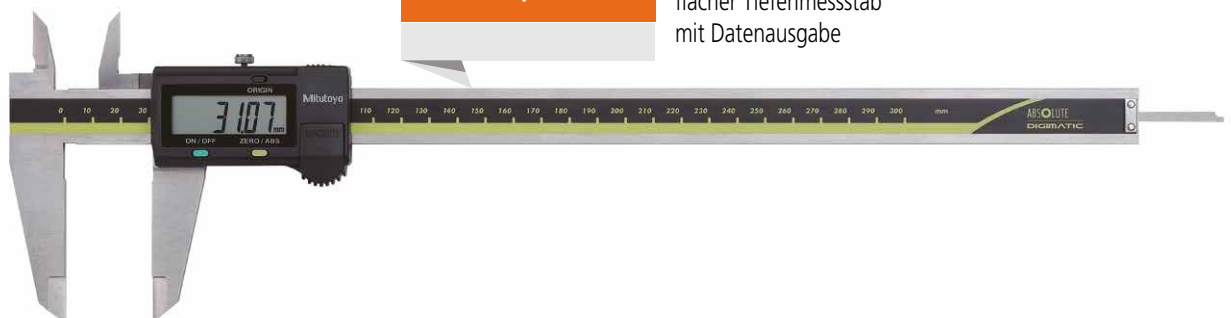 flacher Tiefenmessstab
mit Datenausgabe
ORIGIN
Mitutoyo
31.07 mm
ON / OFF ZERO / ABS
0 10 20 30
110 120 130 140 150 160 170 180 190 200 210 220 230 240 250 260 270 280 290 300 mm
ABSOLUTE
DIGIMATIC